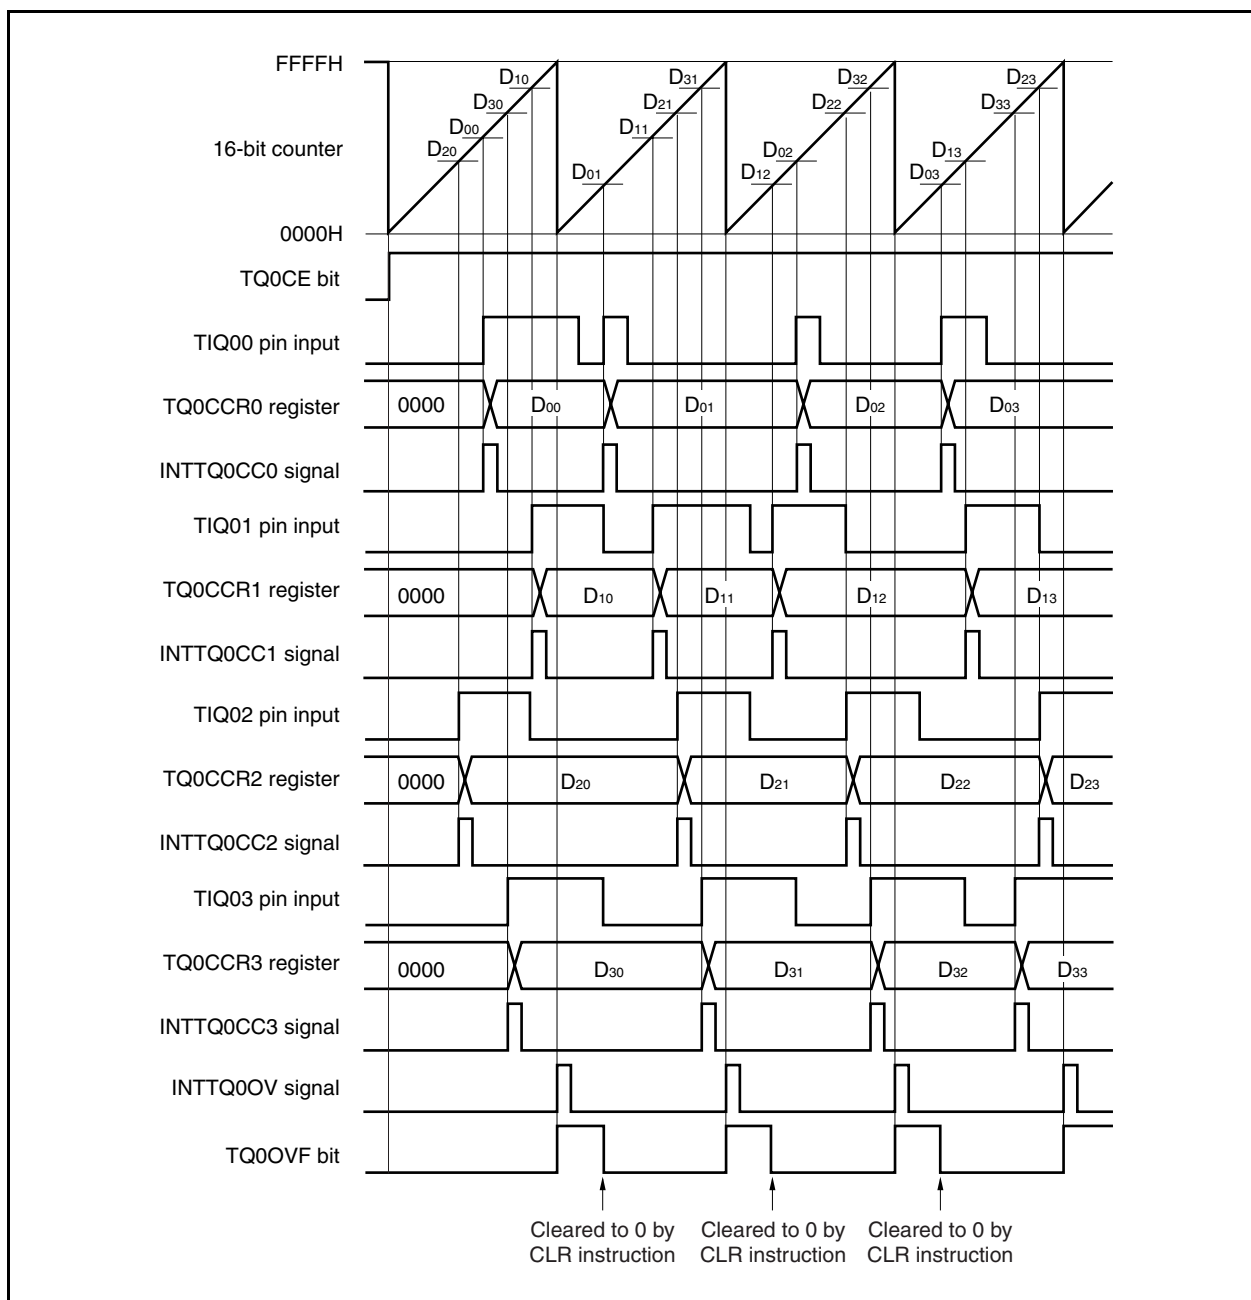 FFFFH
D10 D31 D32 D23
D30 D21 D22 D33
D00 D11 D02 D13
16-bit counter
D20 D01 D12 D03
0000H
TQ0CE bit
TIQ00 pin input
TQ0CCR0 register 0000 D00 D01 D02 D03
INTTQ0CC0 signal
TIQ01 pin input
TQ0CCR1 register 0000 D10 D11 D12 D13
INTTQ0CC1 signal
TIQ02 pin input
TQ0CCR2 register 0000 D20 D21 D22 D23
INTTQ0CC2 signal
TIQ03 pin input
TQ0CCR3 register 0000 D30 D31 D32 D33
INTTQ0CC3 signal
INTTQ0OV signal
TQ0OVF bit
Cleared to 0 by
CLR instruction
Cleared to 0 by
CLR instruction
Cleared to 0 by
CLR instruction